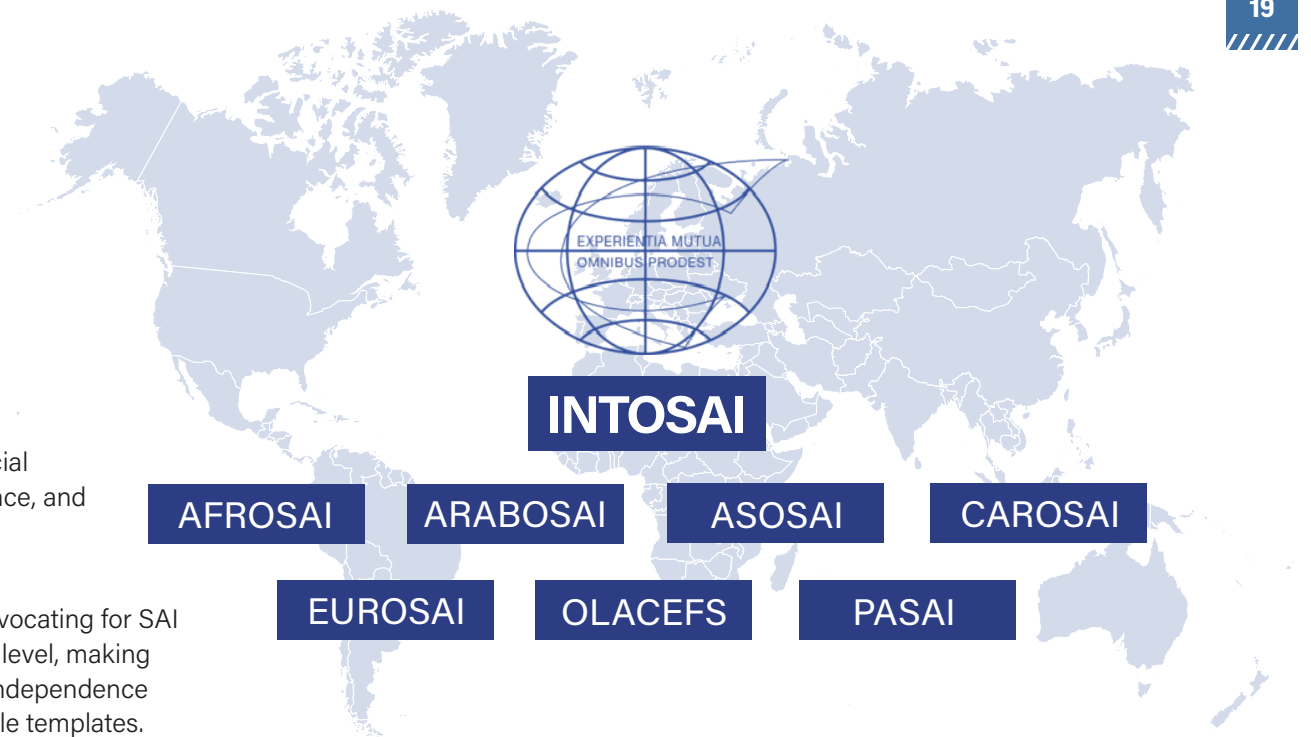 19
EXPERIENTIA MUTUA
OMNIBUS PRODEST
INTOSAI
cial
nce, and
AFROSAI
ARABOSAI
ASOSAI
CAROSAI
EUROSAI
OLACEFS
PASAI
vocating for SAI
level, making
ndependence
le templates.